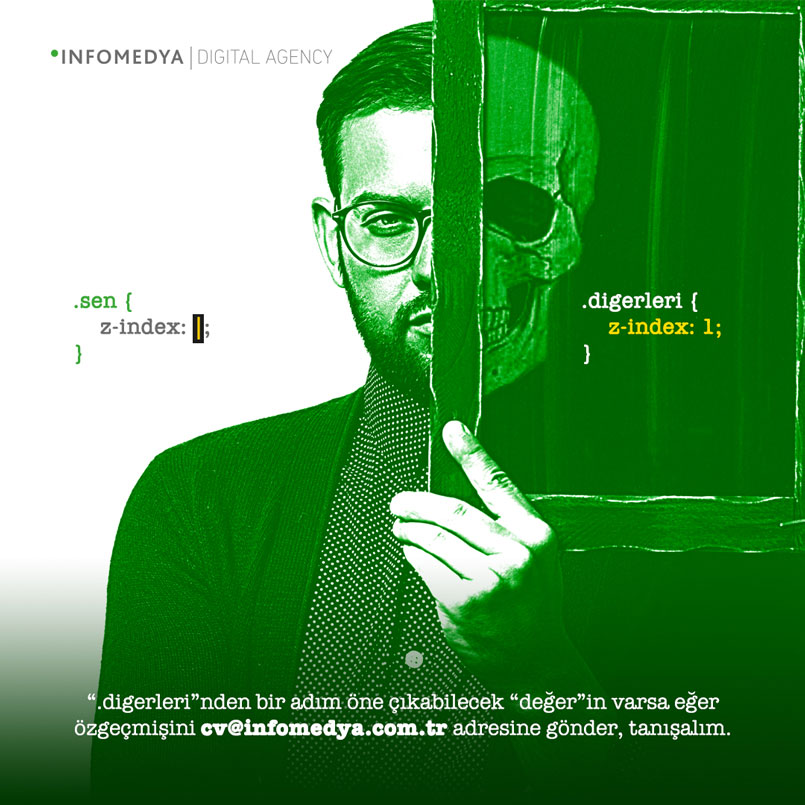 INFOMEDYA | DIGITAL AGENCY
.sen {
z-index: |;
}
.digerleri {
z-index: 1;
}
“.digerleri”nden bir adım öne çıkabilecek “değer”in varsa eğer
özgeçmişini cv@infomedya.com.tr adresine gönder, tanışalım.